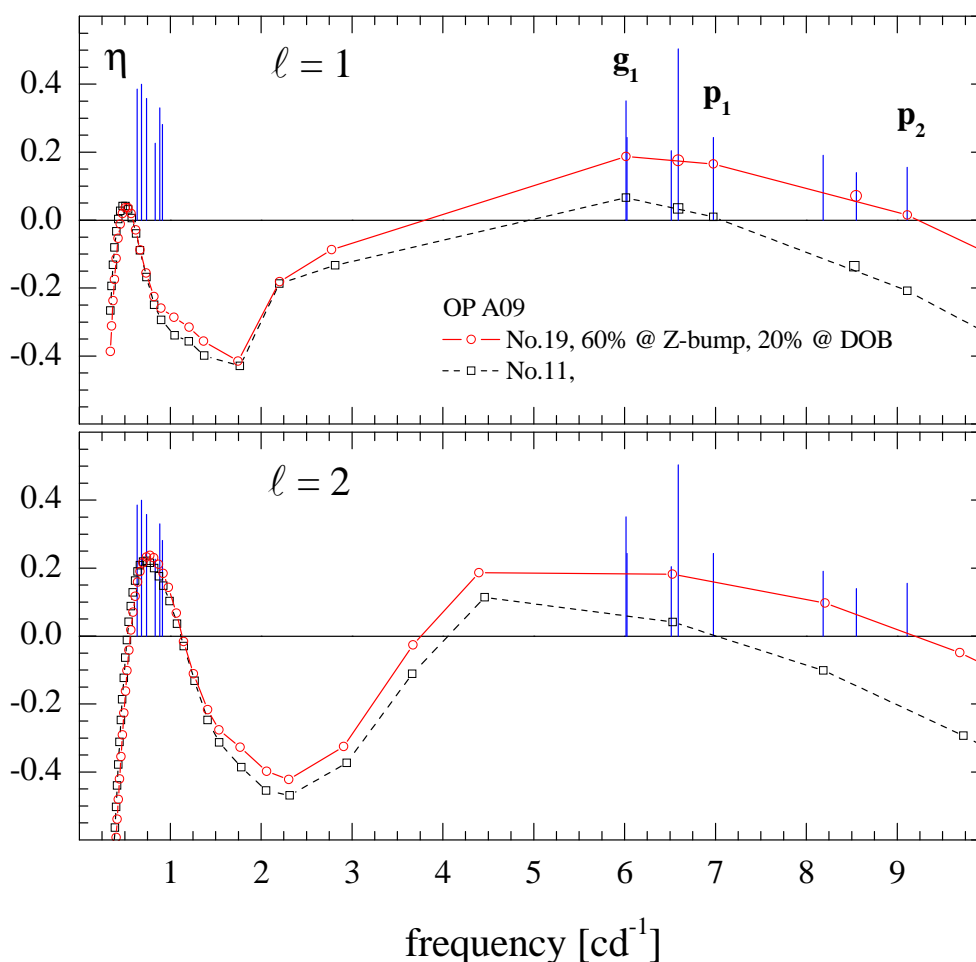 η
ℓ = 1
g₁
p₁
p₂
0.4
0.2
0.0
-0.2
-0.4
OP A09
No.19, 60% @ Z-bump, 20% @ DOB
No.11,
ℓ = 2
0.4
0.2
0.0
-0.2
-0.4
1 2 3 4 5 6 7 8 9
frequency [cd⁻¹]